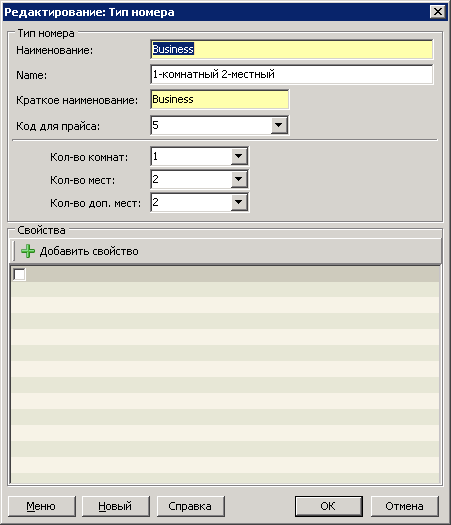 Редактирование: Тип номера
Тип номера
Наименование: Business
Name: 1-комнатный 2-местный
Краткое наименование: Business
Код для прайса: 5
Кол-во комнат: 1
Кол-во мест: 2
Кол-во доп. мест: 2
Свойства
Добавить свойство
Меню Новый Справка ОК Отмена